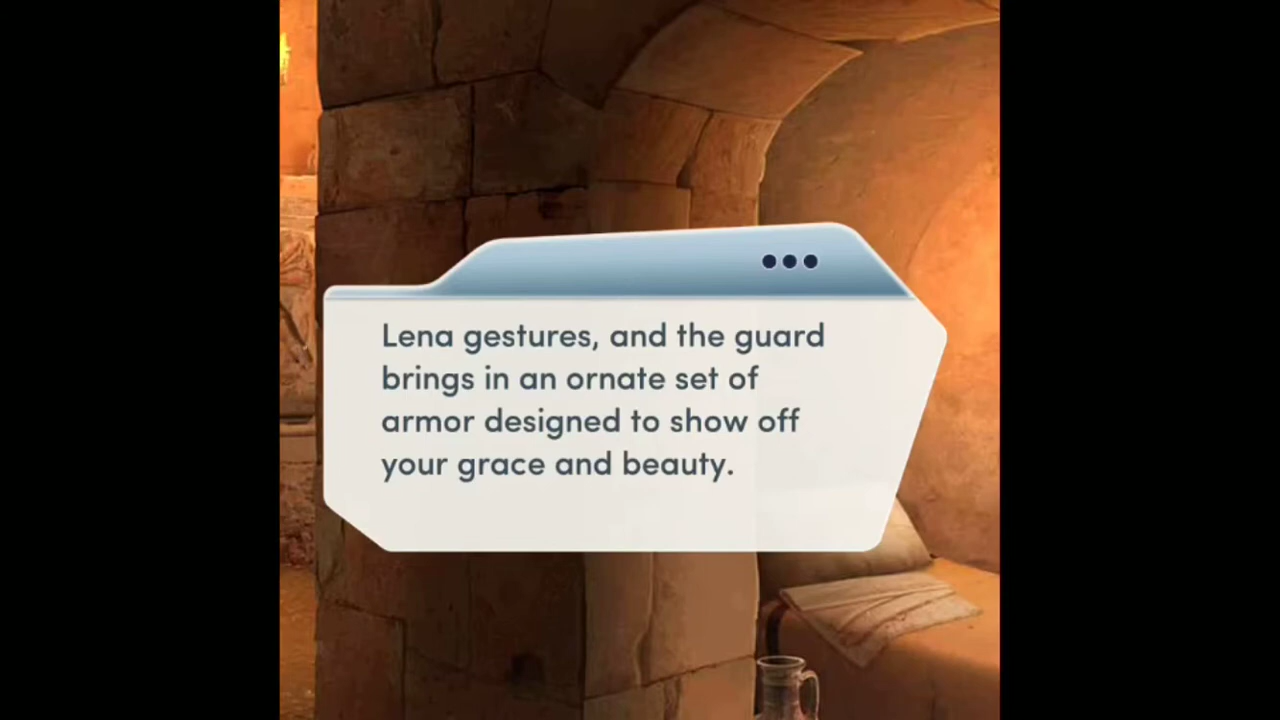 Lena gestures, and the guard
brings in an ornate set of
armor designed to show off
your grace and beauty.